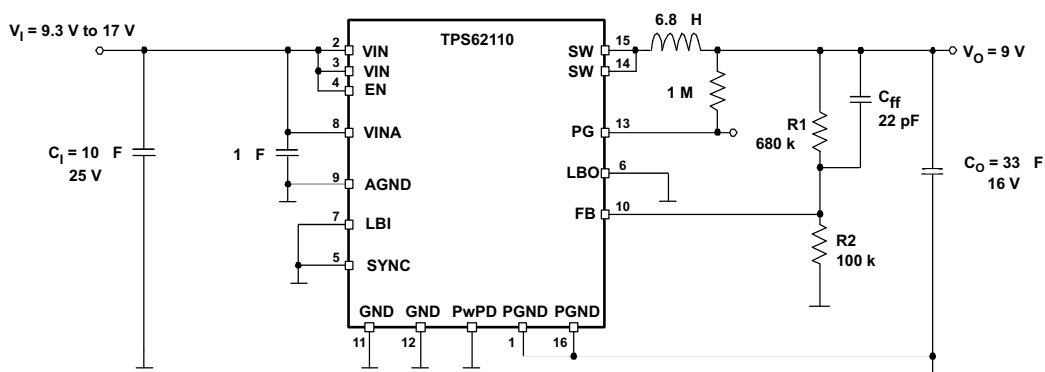 V_I = 9.3 V to 17 V
TPS62110
6.8 H
V_O = 9 V
2 VIN
3 VIN
4 EN
8 VINA
9 AGND
7 LBI
5 SYNC
C_I = 10 F
25 V
1 F
SW 15
SW 14
PG 13
LBO 6
FB 10
1 M
R1
680 k
C_ff
22 pF
C_O = 33 F
16 V
R2
100 k
GND GND PwPD PGND PGND
11 12 1 16